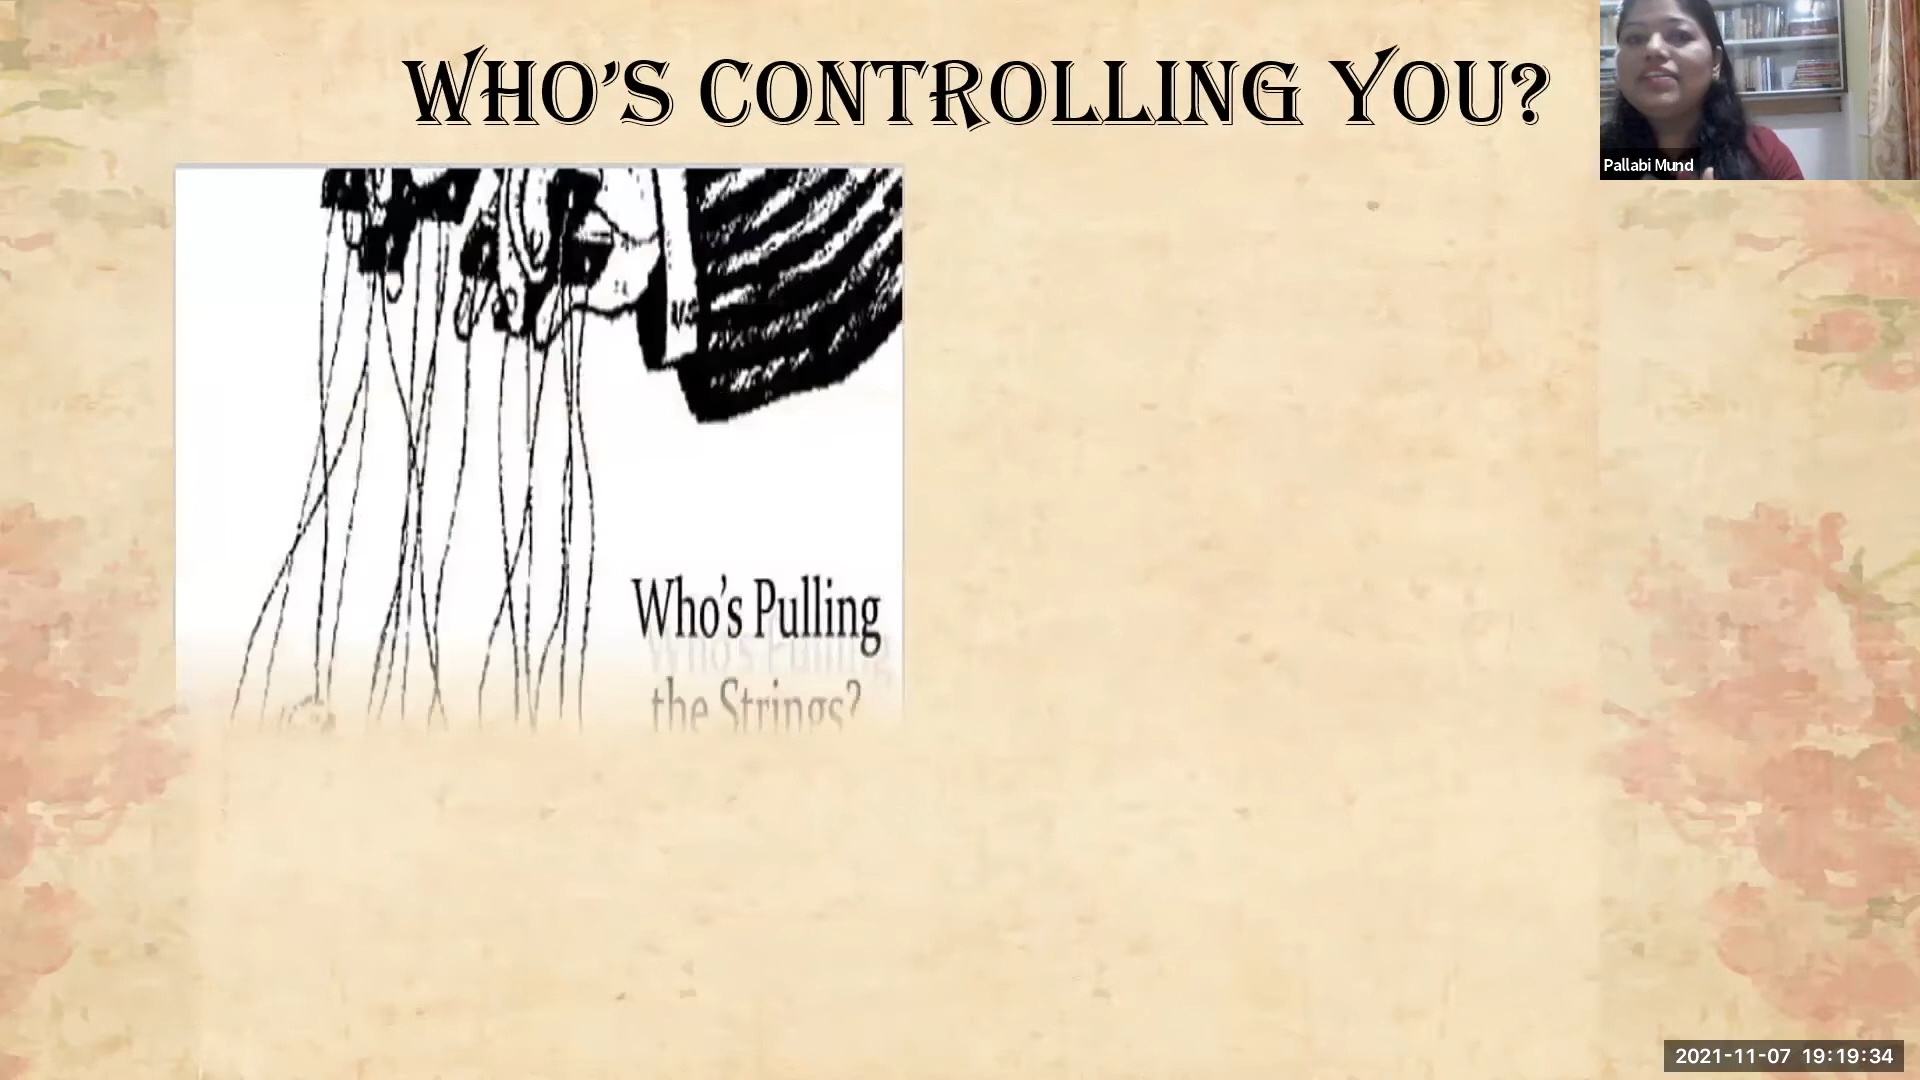 WHO'S CONTROLLING YOU?
Pallabi Mund
Who's Pulling
the Strings?
2021-11-07 19:19:34